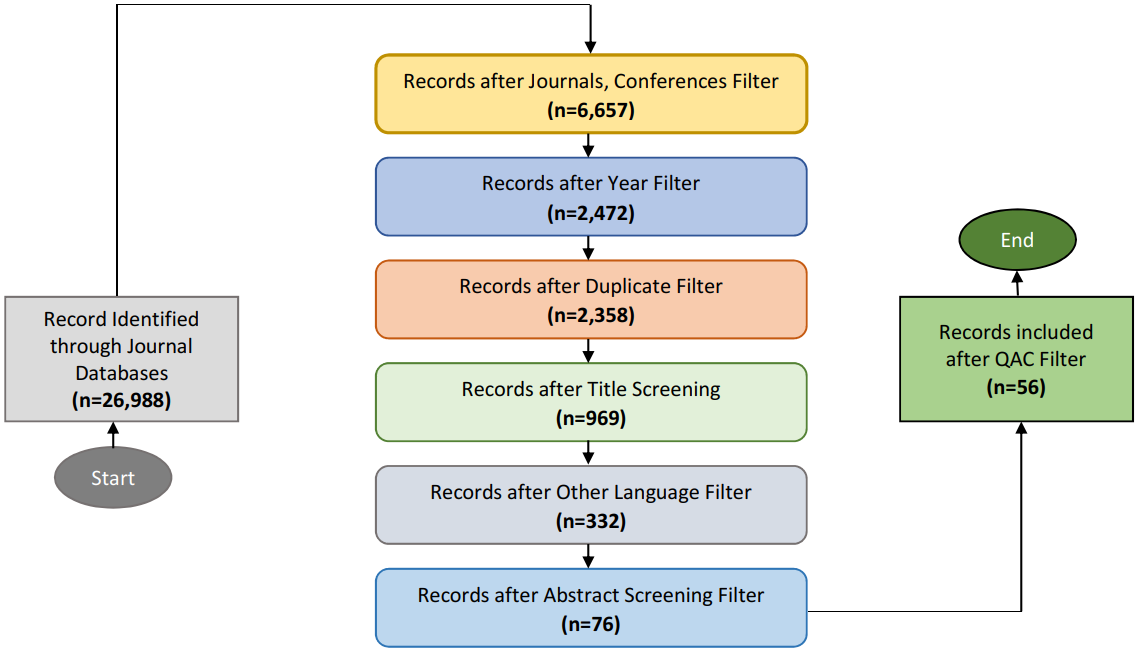 Start
Record Identified
through Journal
Databases
(n=26,988)
Records after Journals, Conferences Filter
(n=6,657)
Records after Year Filter
(n=2,472)
Records after Duplicate Filter
(n=2,358)
Records after Title Screening
(n=969)
Records after Other Language Filter
(n=332)
Records after Abstract Screening Filter
(n=76)
Records included
after QAC Filter
(n=56)
End